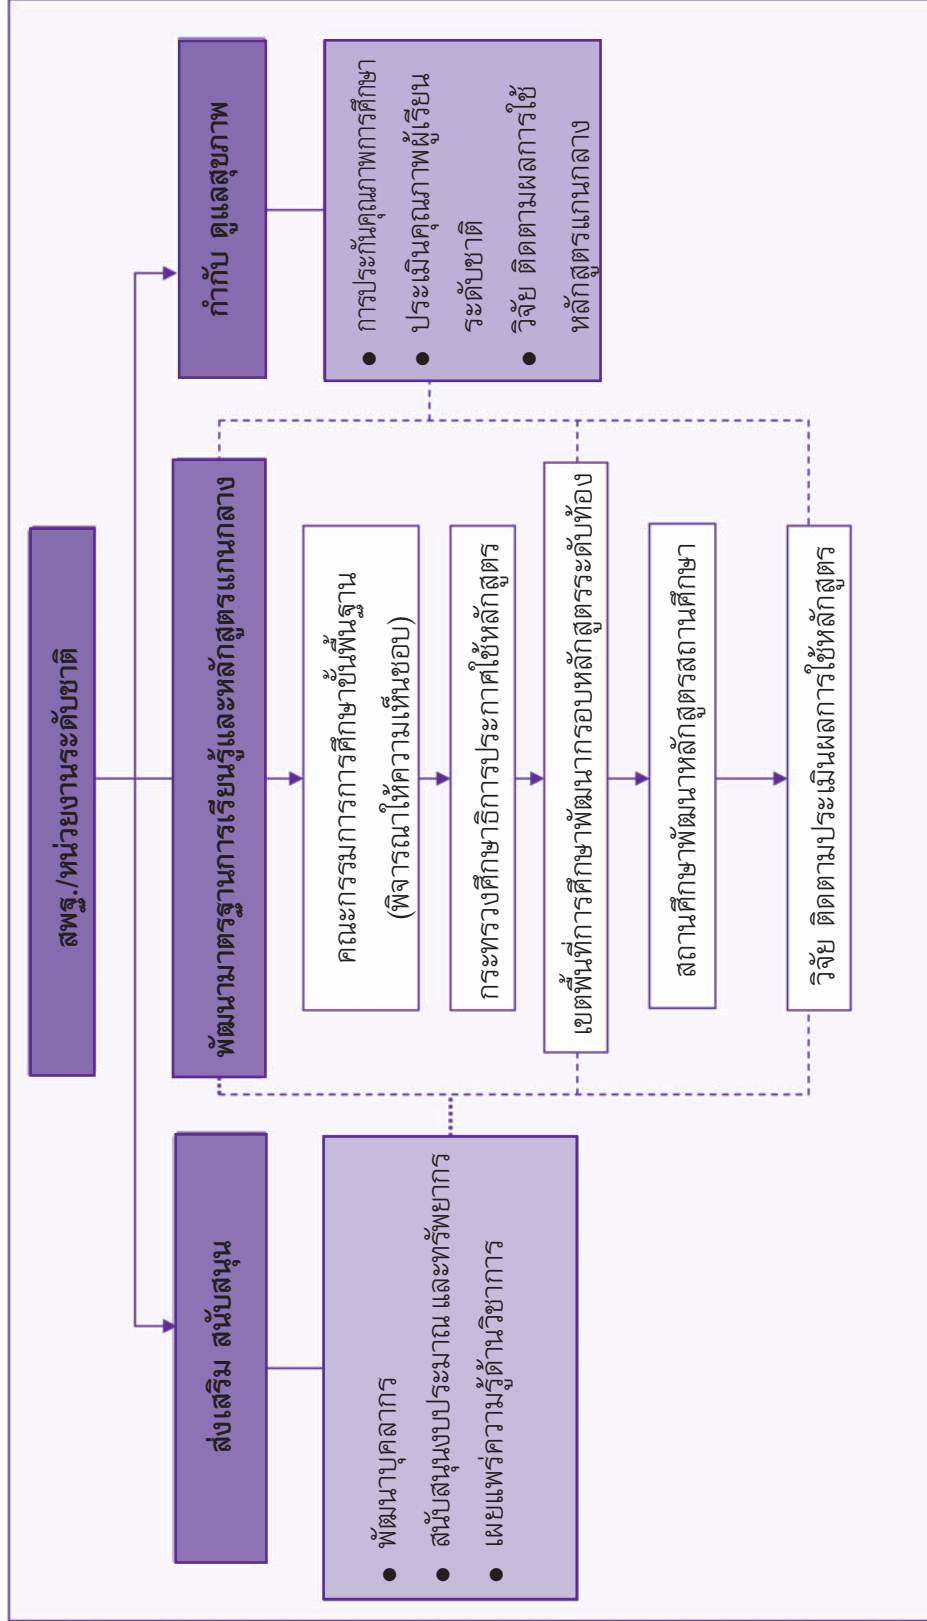 สพฐ./หน่วยงานระดับชาติ
ส่งเสริม สนับสนุน
พัฒนามาตรฐานการเรียนรู้และหลักสูตรแกนกลาง
กำกับ ดูแลสุขภาพ
● พัฒนาบุคลากร
● สนับสนุนงบประมาณ และทรัพยากร
● เผยแพร่ความรู้ด้านวิชาการ
คณะกรรมการการศึกษาขั้นพื้นฐาน
(พิจารณาให้ความเห็นชอบ)
กระทรวงศึกษาธิการประกาศใช้หลักสูตร
เขตพื้นที่การศึกษาพัฒนากรอบหลักสูตรระดับท้อง
สถานศึกษาพัฒนาหลักสูตรสถานศึกษา
วิจัย ติดตามประเมินผลการใช้หลักสูตร
● การประกันคุณภาพการศึกษา
● ประเมินคุณภาพผู้เรียน
ระดับชาติ
● วิจัย ติดตามผลการใช้
หลักสูตรแกนกลาง